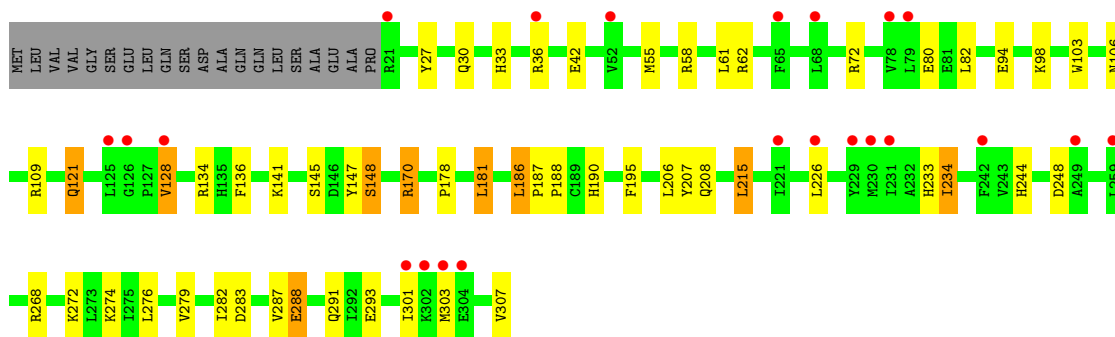 MET LEU VAL VAL GLY SER GLU LEU GLN SER ASP ALA GLN GLN LEU SER ALA GLU ALA PRO R21 Y27 Q30 H33 R36 E42 V52 M55 R58 L61 R62 F65 L68 R72 V78 L79 E80 E81 L82 E94 K98 W103 N106
R109 Q121 L125 G126 P127 V128 R134 H135 F136 K141 S145 D146 Y147 S148 R170 P178 L181 L186 P187 P188 C189 H190 F195 L206 Y207 Q208 L215 I221 L226 Y229 M230 I231 A232 H233 I234 F242 V243 H244 D248 A249 L259
R268 K272 L273 K274 I275 L276 V279 I282 D283 V287 E288 Q291 I292 E293 I301 K302 M303 E304 V307